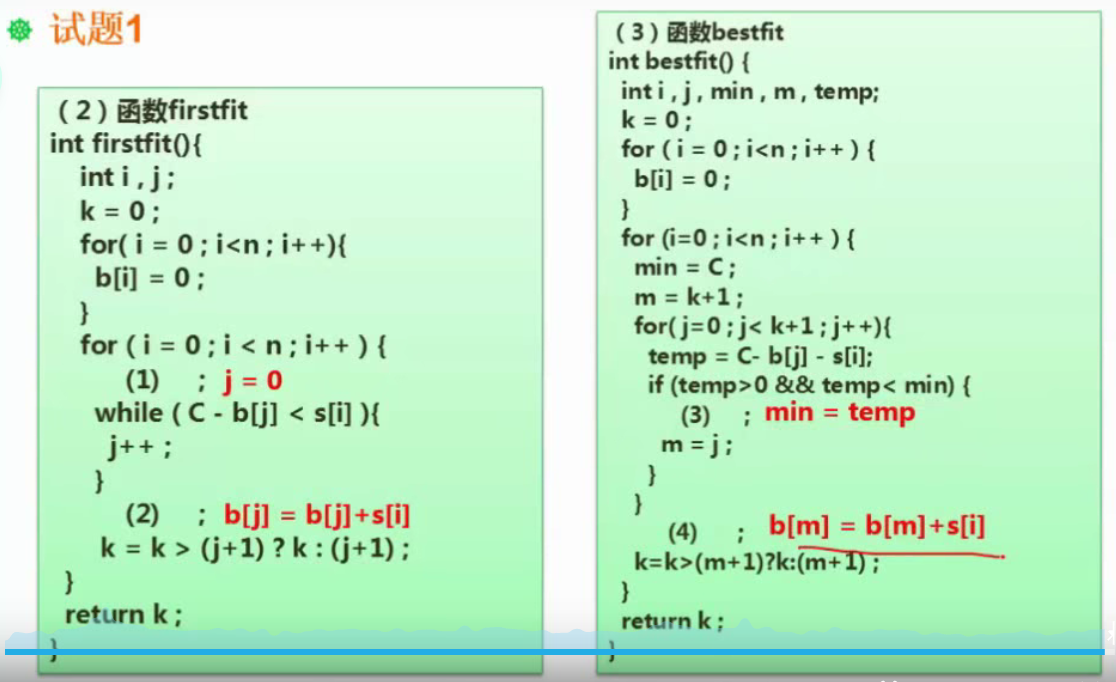 试题1
(2)函数firstfit
int firstfit(){
int i , j ;
k = 0 ;
for( i = 0 ; i<n ; i++){
b[i] = 0 ;
}
for ( i = 0 ; i < n ; i++ ) {
(1) ; j = 0
while ( C - b[j] < s[i] ){
j++ ;
}
(2) ; b[j] = b[j]+s[i]
k = k > (j+1) ? k : (j+1) ;
}
return k ;
}
(3)函数bestfit
int bestfit() {
int i , j , min , m , temp;
k = 0 ;
for ( i = 0 ; i<n ; i++ ) {
b[i] = 0 ;
}
for (i=0 ; i<n ; i++ ) {
min = C ;
m = k+1 ;
for( j=0 ; j< k+1 ; j++){
temp = C- b[j] - s[i];
if (temp>0 && temp< min) {
(3) ; min = temp
m = j ;
}
}
(4) ; b[m] = b[m]+s[i]
k=k>(m+1)?k:(m+1) ;
}
return k ;
}